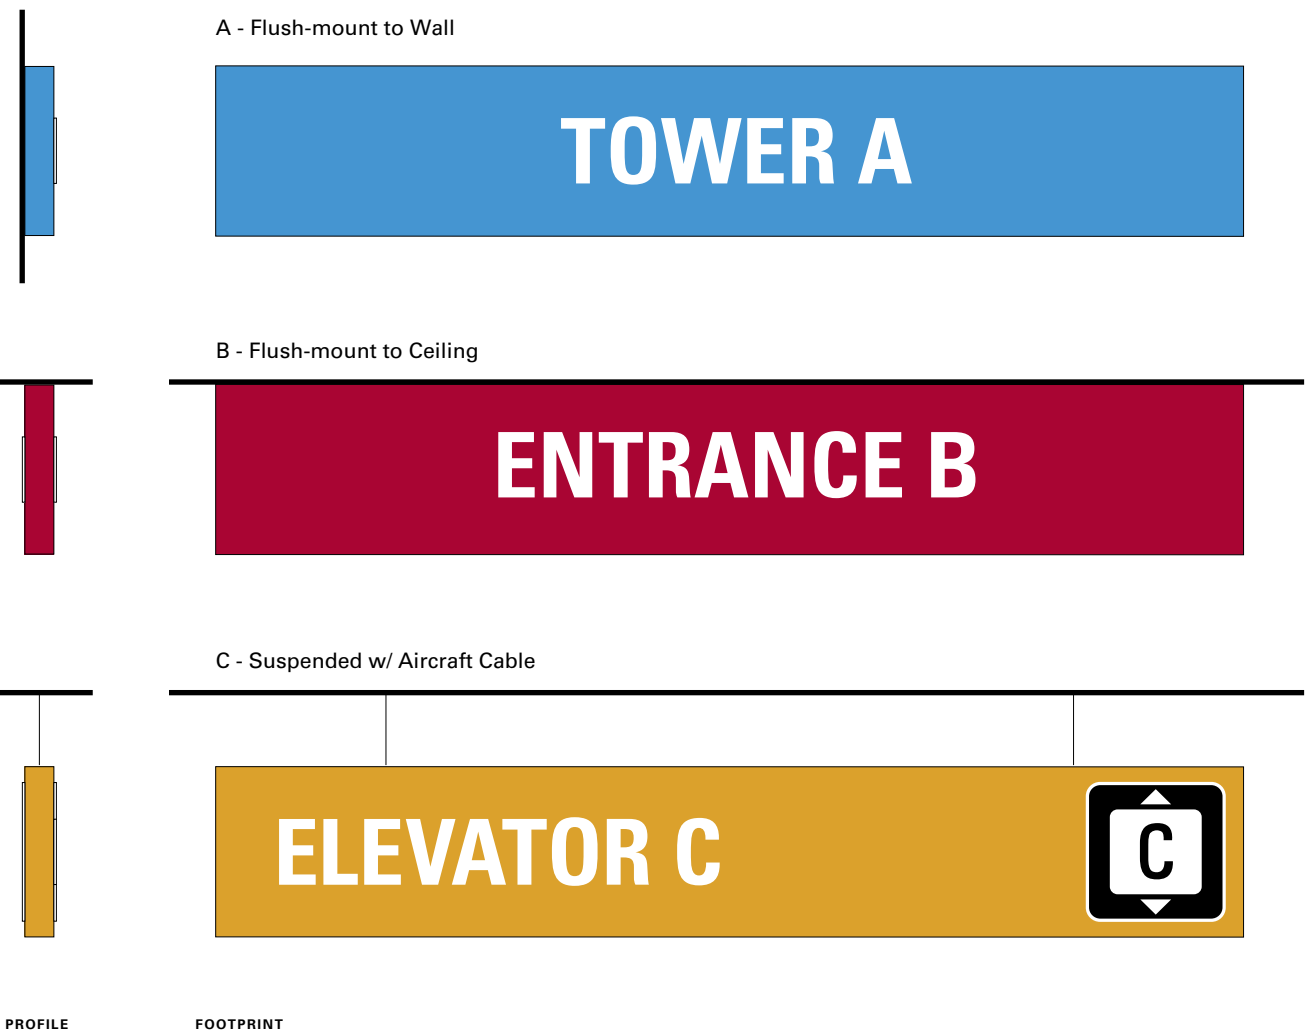 A - Flush-mount to Wall
TOWER A
B - Flush-mount to Ceiling
ENTRANCE B
C - Suspended w/ Aircraft Cable
ELEVATOR C
C
PROFILE
FOOTPRINT